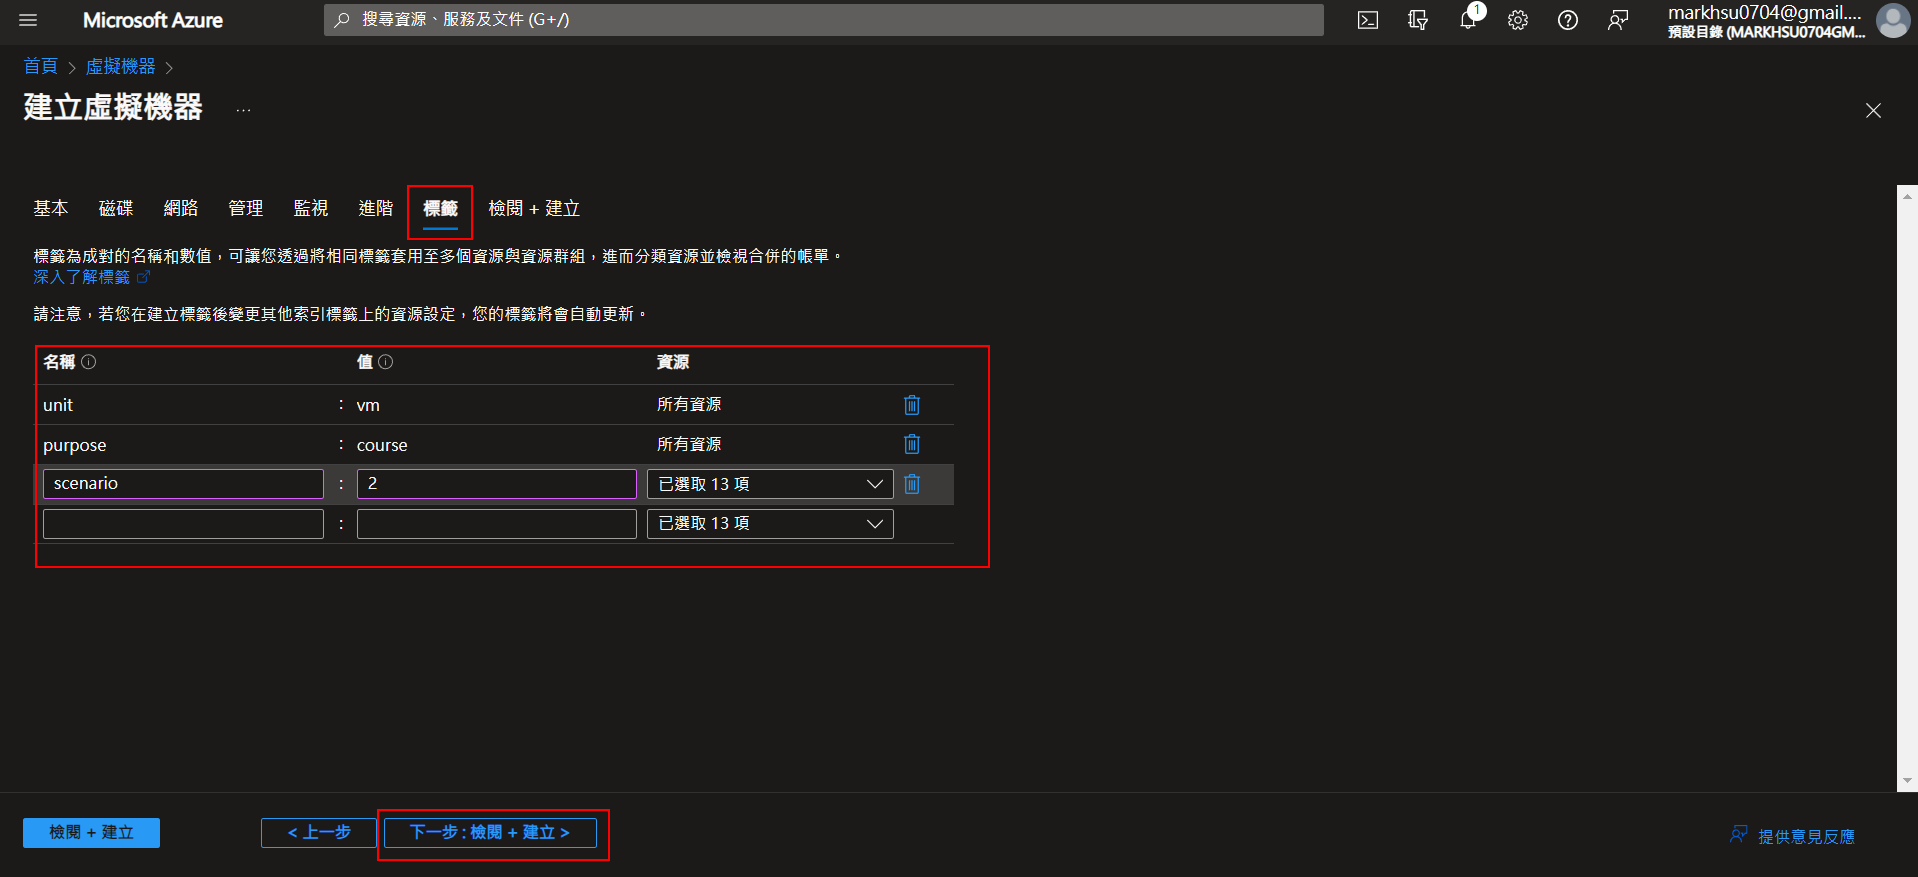 Microsoft Azure
搜尋資源、服務及文件 (G+/)
1
markhsu0704@gmail....
預設目錄 (MARKHSU0704GM...
首頁 > 虛擬機器 >
建立虛擬機器 ...
基本 磁碟 網路 管理 監視 進階 標籤 檢閱 + 建立
標籤為成對的名稱和數值，可讓您透過將相同標籤套用至多個資源與資源群組，進而分類資源並檢視合併的帳單。
深入了解標籤
請注意，若您在建立標籤後變更其他索引標籤上的資源設定，您的標籤將會自動更新。
名稱 值 資源
unit : vm 所有資源
purpose : course 所有資源
scenario : 2 已選取 13 項
: 已選取 13 項
檢閱 + 建立 < 上一步 下一步 : 檢閱 + 建立 > 提供意見反應